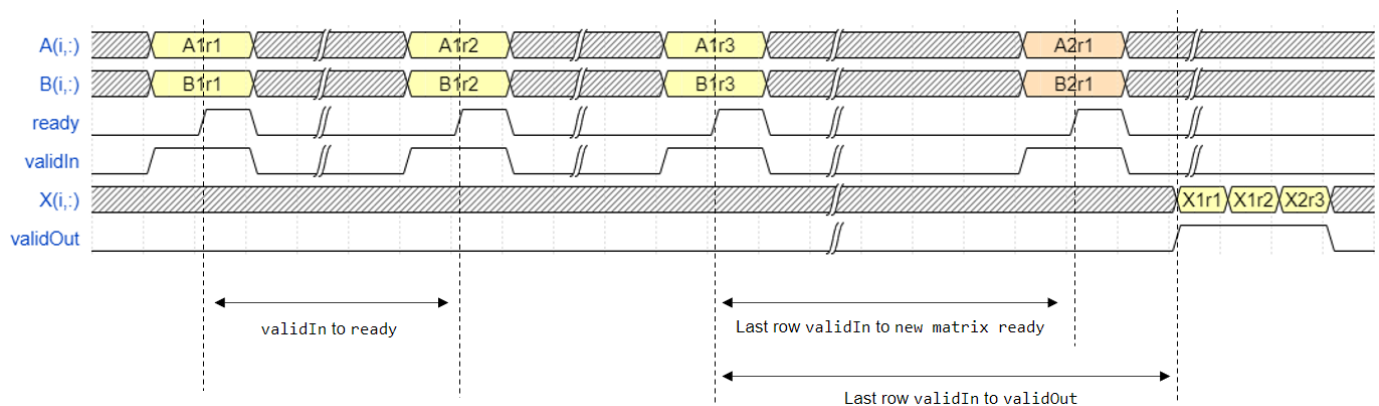 A(i,:) A1r1 A1r2 A1r3 A2r1
B(i,:) B1r1 B1r2 B1r3 B2r1
ready
validIn
X(i,:) X1r1 X1r2 X2r3
validOut
validIn to ready
Last row validIn to new matrix ready
Last row validIn to validOut